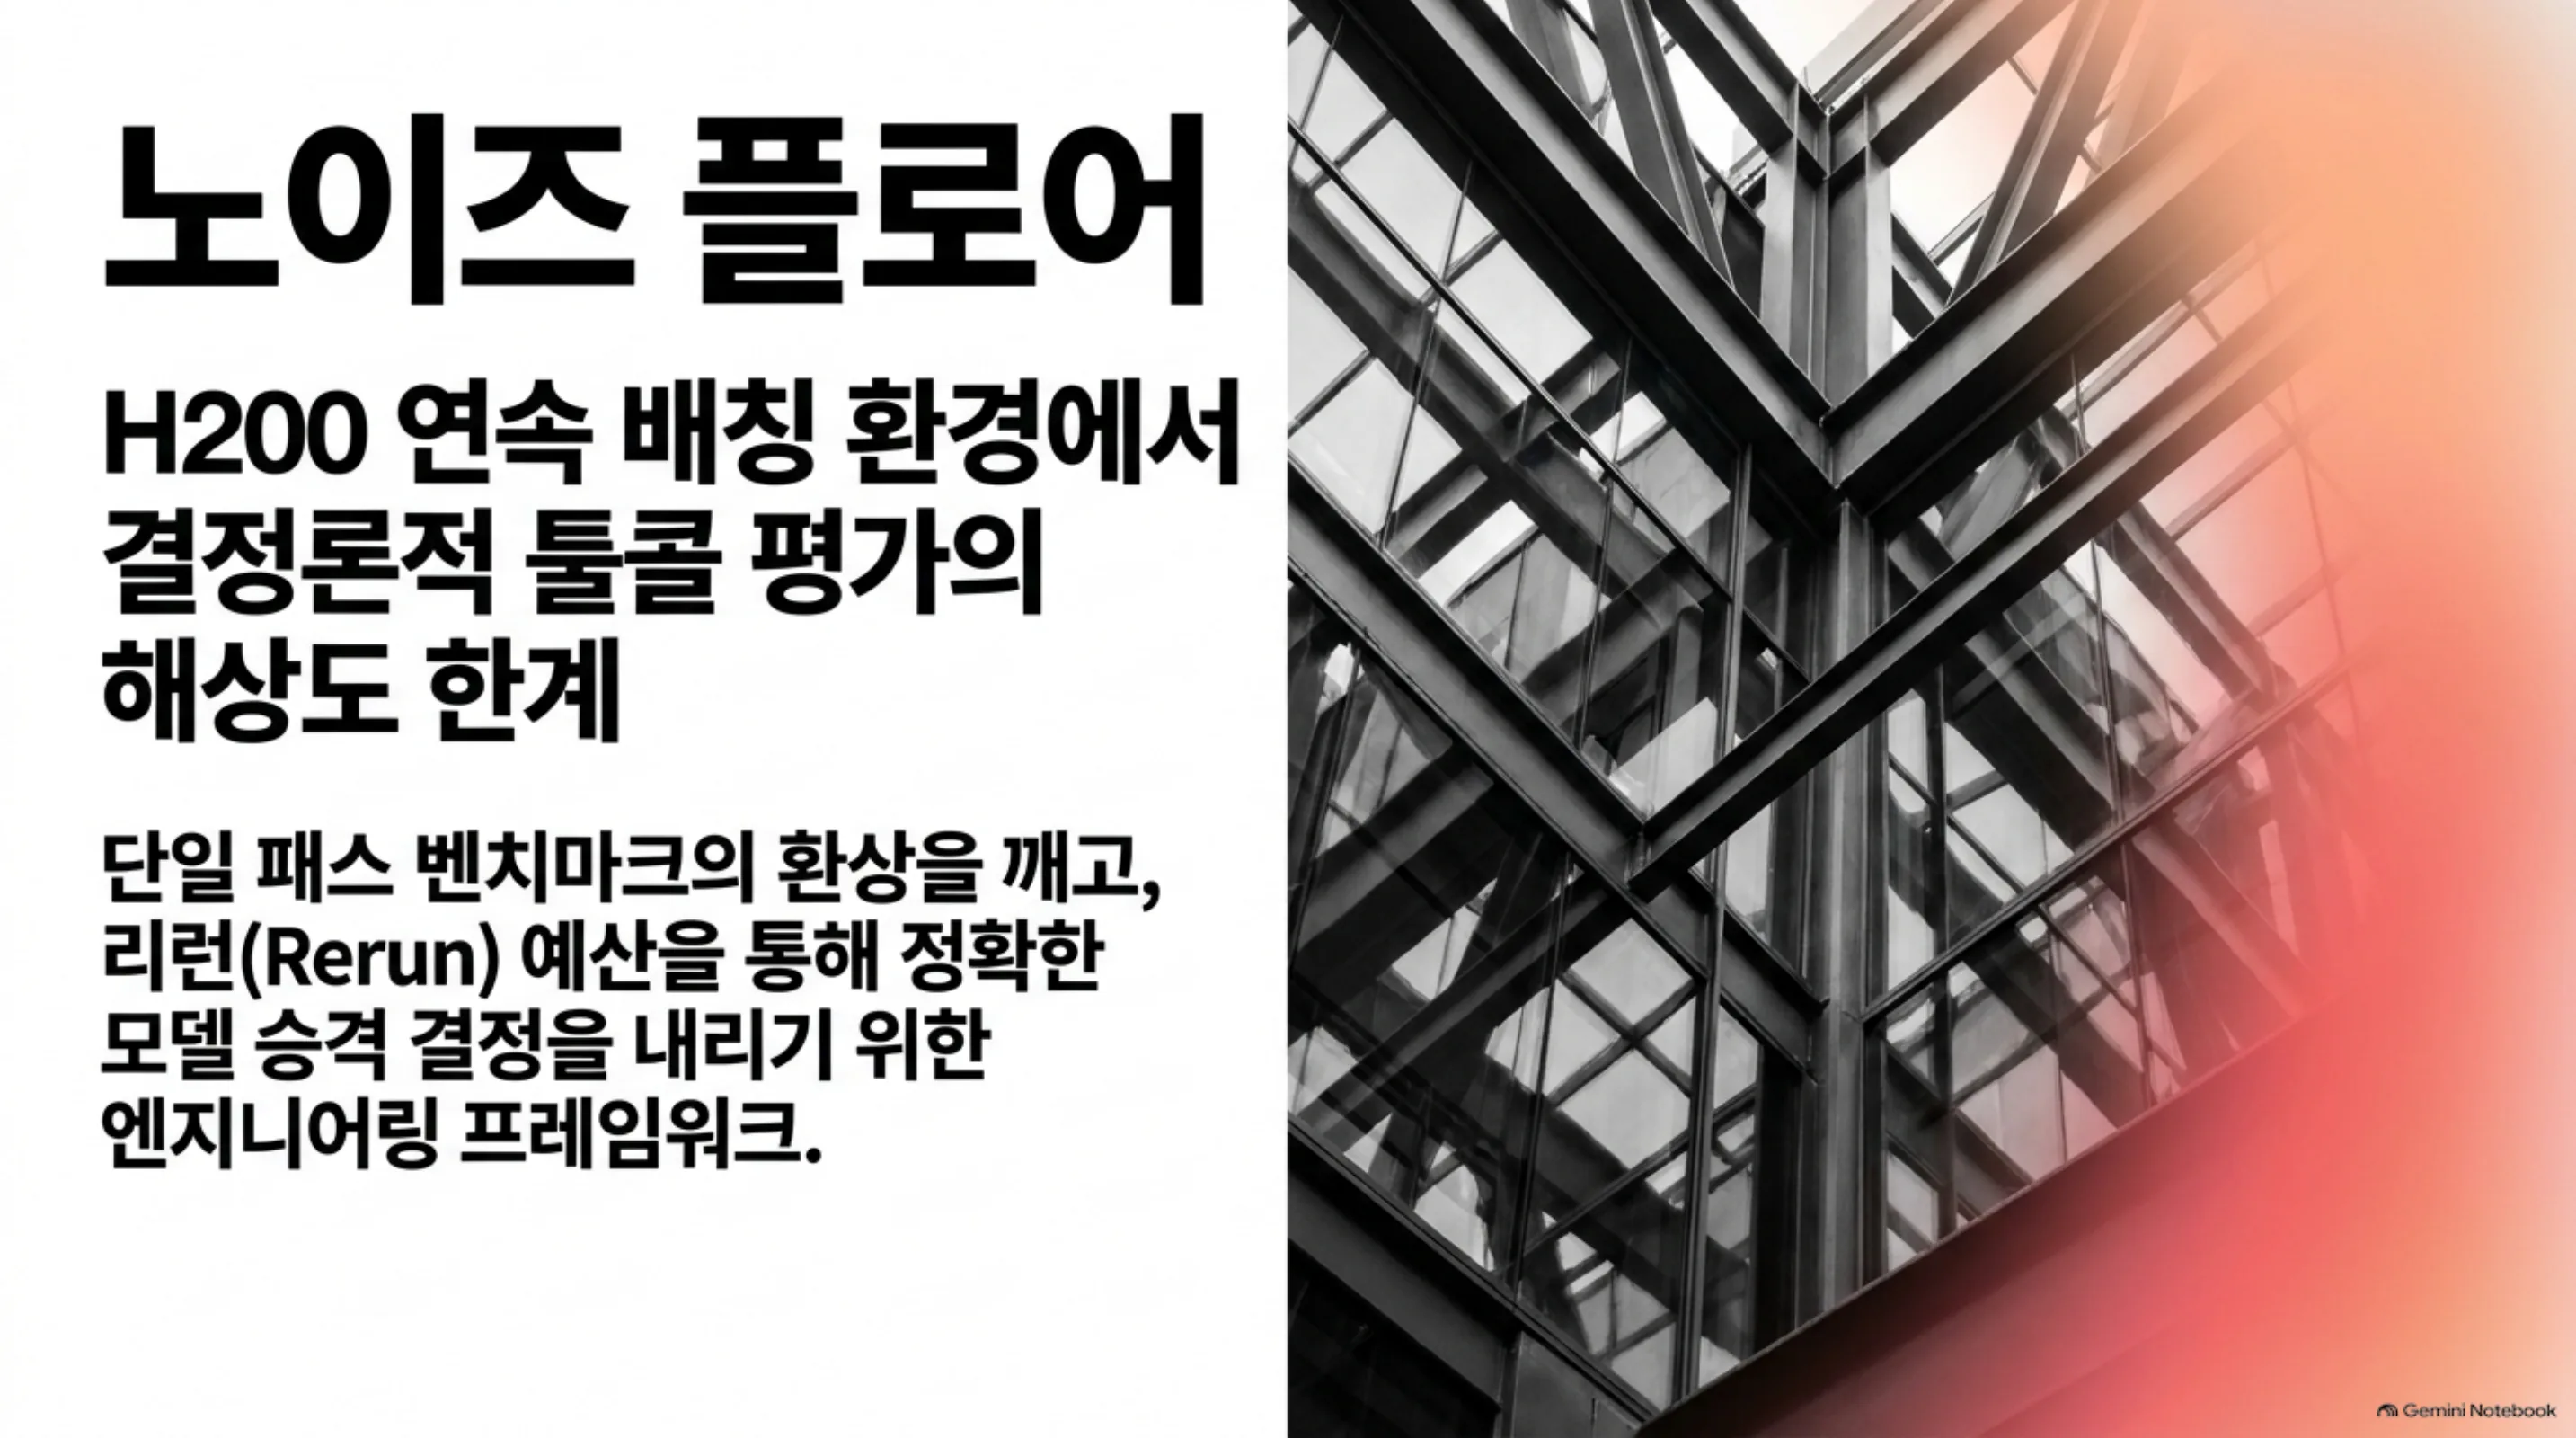 노이즈 플로어
H200 연속 배칭 환경에서
결정론적 툴콜 평가의
해상도 한계
단일 패스 벤치마크의 환상을 깨고,
리런(Rerun) 예산을 통해 정확한
모델 승격 결정을 내리기 위한
엔지니어링 프레임워크.
Gemini Notebook